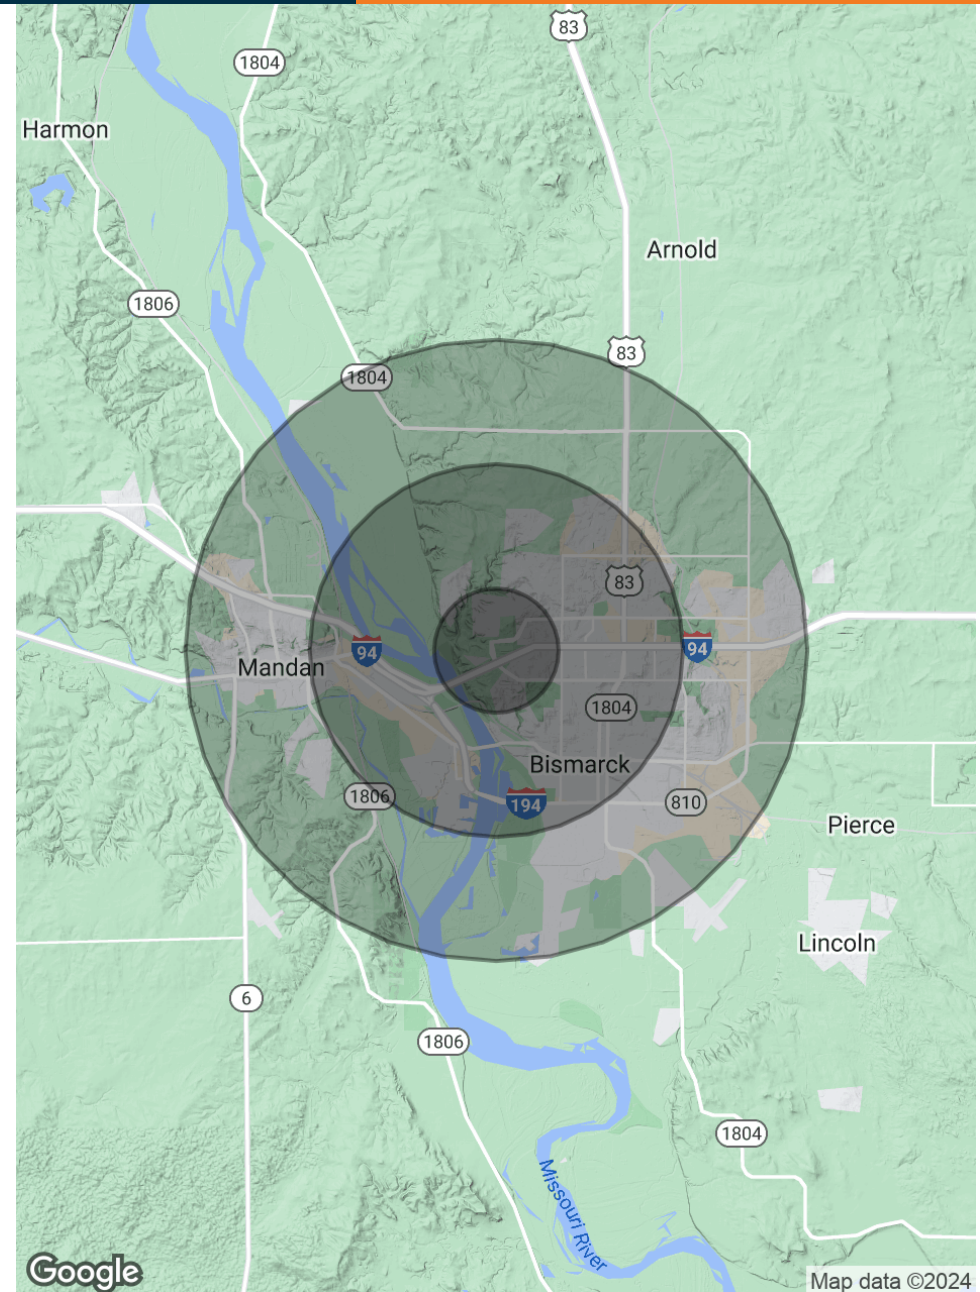 83
1804
Harmon
Arnold
1806
83
1804
83
94
94
Mandan
1804
Bismarck
1806
194
810
Pierce
Lincoln
6
1806
1804
Missouri River
Google
Map data ©2024